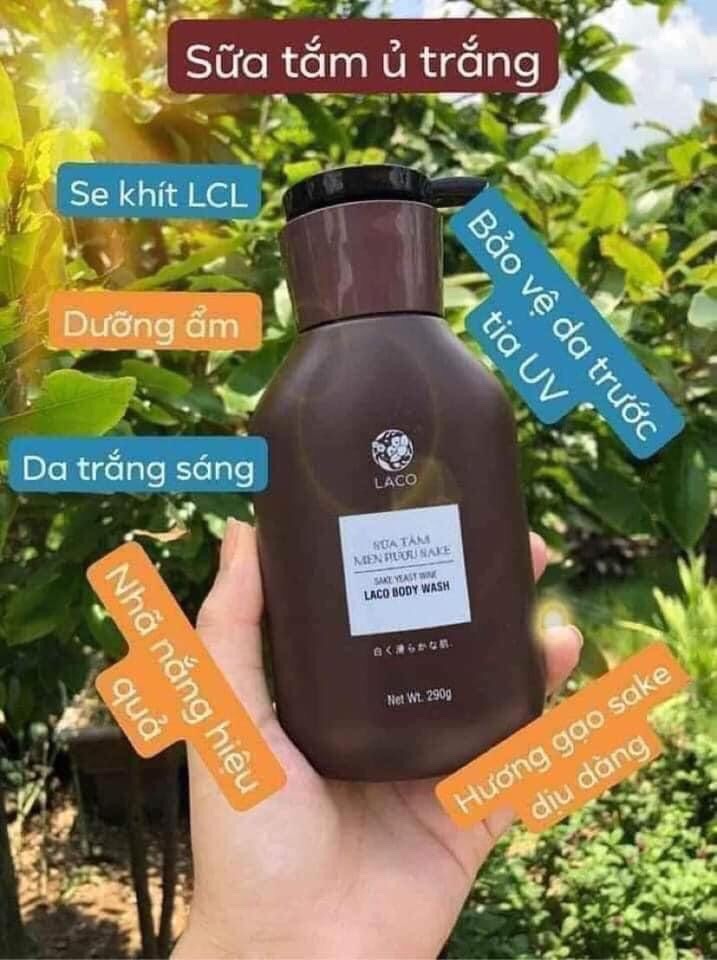 Sữa tắm ủ trắng
Se khít LCL
Bảo vệ da trước
tia UV
Dưỡng ẩm
Da trắng sáng
LACO
SỮA TẮM
MEN RƯỢU SAKE
SAKE YEAST WINE
LACO BODY WASH
白く滑らかな肌.
Net Wt. 290g
Nhã nắng hiệu
quả
Hương gạo sake
dịu dàng